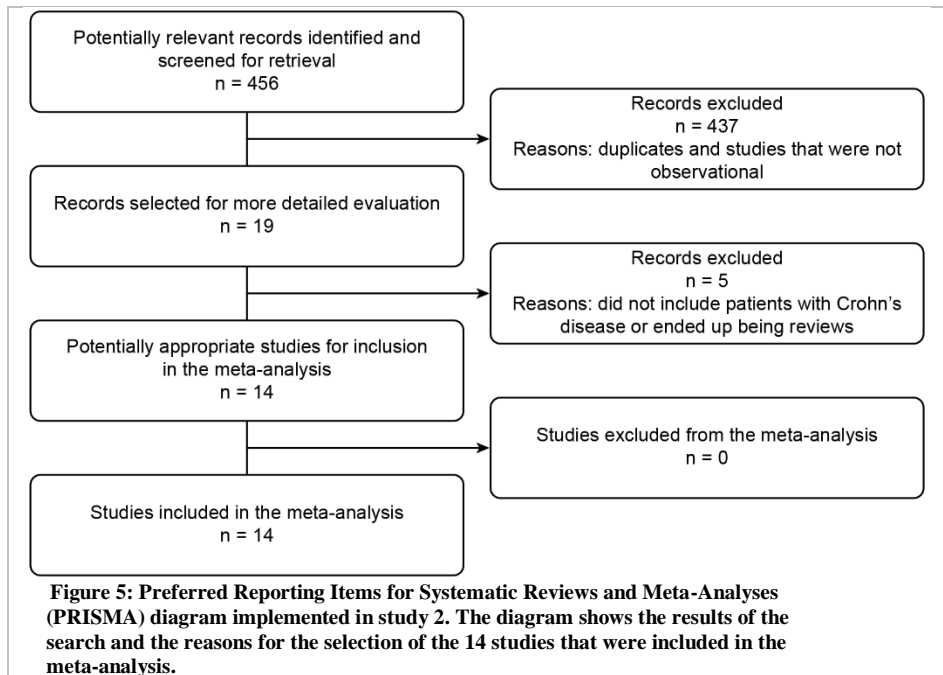 Potentially relevant records identified and
screened for retrieval
n = 456
Records excluded
n = 437
Reasons: duplicates and studies that were not
observational
Records selected for more detailed evaluation
n = 19
Records excluded
n = 5
Reasons: did not include patients with Crohn's
disease or ended up being reviews
Potentially appropriate studies for inclusion
in the meta-analysis
n = 14
Studies excluded from the meta-analysis
n = 0
Studies included in the meta-analysis
n = 14
Figure 5: Preferred Reporting Items for Systematic Reviews and Meta-Analyses
(PRISMA) diagram implemented in study 2. The diagram shows the results of the
search and the reasons for the selection of the 14 studies that were included in the
meta-analysis.